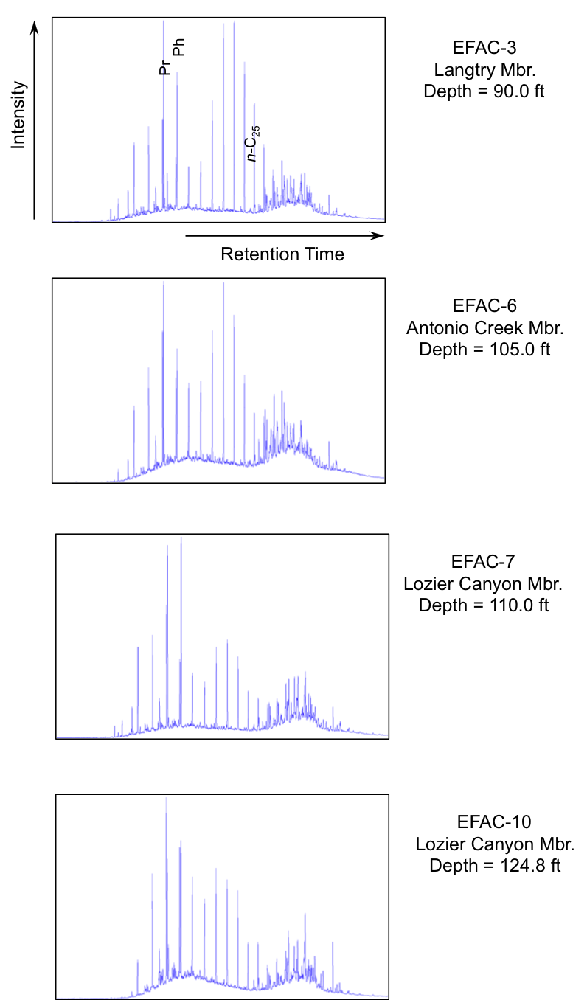 Intensity
Pr
Ph
n-C25
Retention Time
EFAC-3
Langtry Mbr.
Depth = 90.0 ft
EFAC-6
Antonio Creek Mbr.
Depth = 105.0 ft
EFAC-7
Lozier Canyon Mbr.
Depth = 110.0 ft
EFAC-10
Lozier Canyon Mbr.
Depth = 124.8 ft